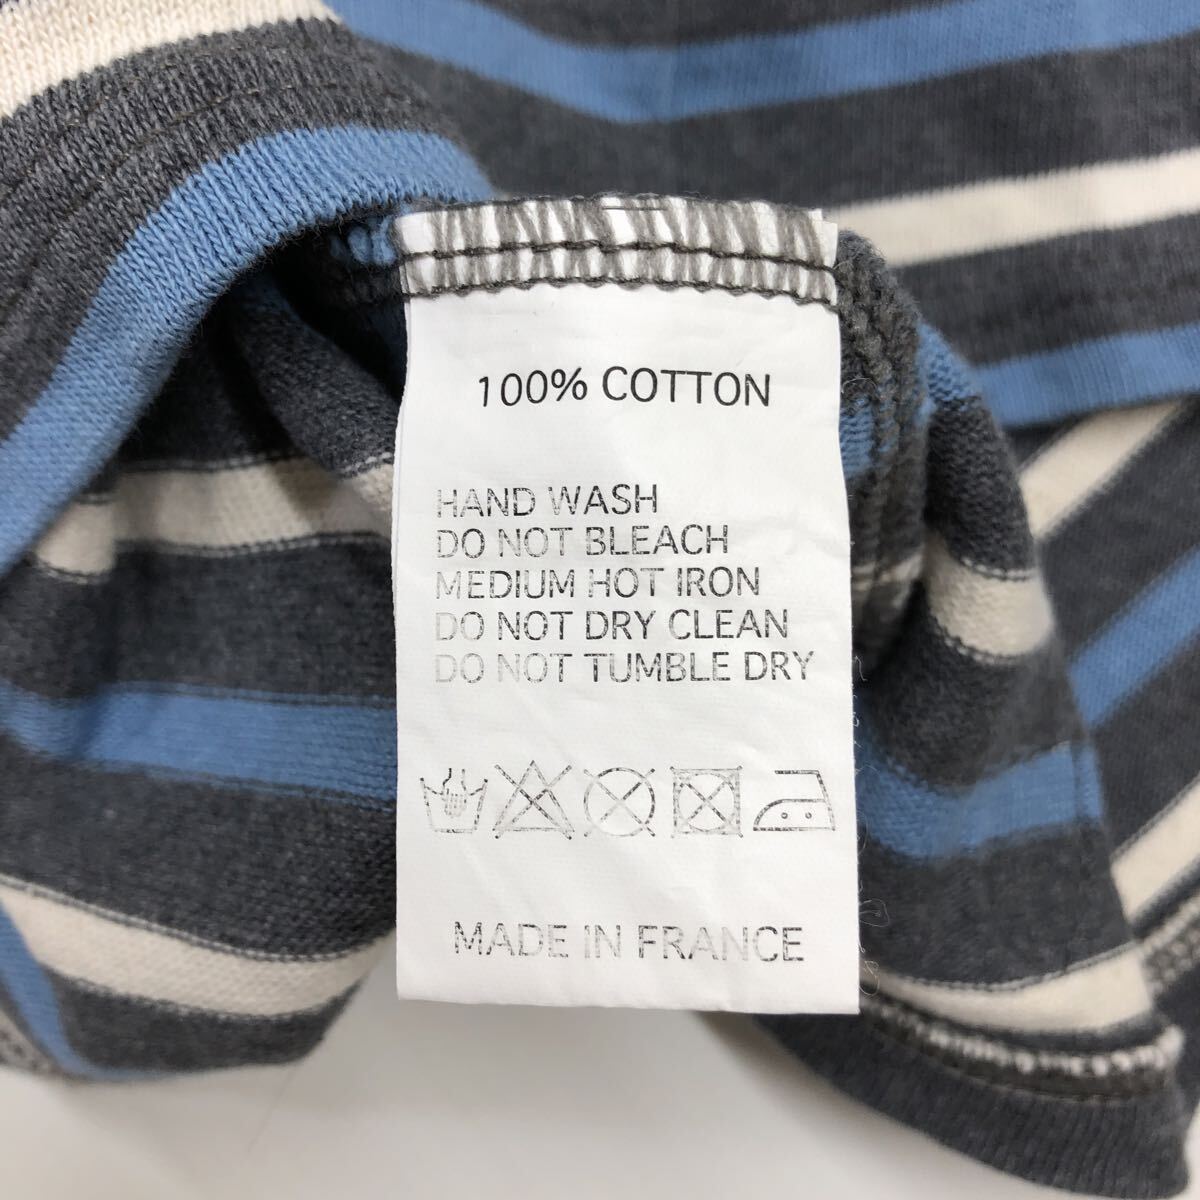 100% COTTON
HAND WASH
DO NOT BLEACH
MEDIUM HOT IRON
DO NOT DRY CLEAN
DO NOT TUMBLE DRY
MADE IN FRANCE